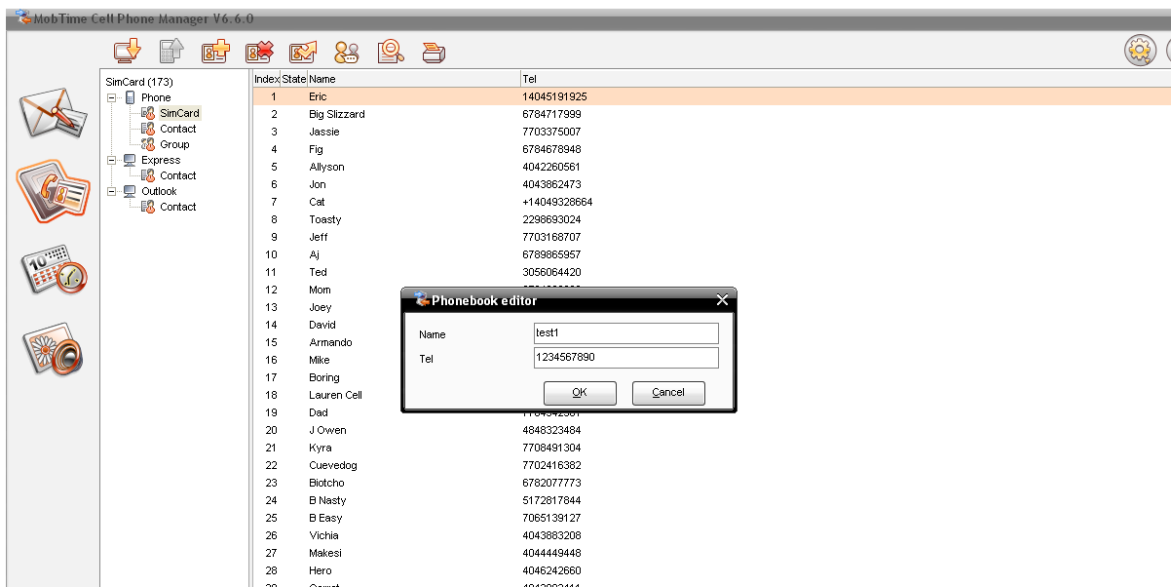 MobTime Cell Phone Manager V6.6.0
SimCard (173)
Phone
SimCard
Contact
Group
Express
Contact
Outlook
Contact
Index State Name Tel
1 Eric 14045191925
2 Big Slizzard 6784717999
3 Jassie 7703375007
4 Fig 6784678948
5 Allyson 4042260561
6 Jon 4043862473
7 Cat +14049328664
8 Toasty 2298693024
9 Jeff 7703168707
10 Aj 6789865957
11 Ted 3056064420
12 Mom
13 Joey
14 David
15 Armando
16 Mike
17 Boring
18 Lauren Cell
19 Dad
20 J Owen 4848323484
21 Kyra 7708491304
22 Cuevedog 7702416382
23 Biotcho 6782077773
24 B Nasty 5172817844
25 B Easy 7065139127
26 Vichia 4043883208
27 Makesi 4044449448
28 Hero 4046242660
Phonebook editor
Name test1
Tel 1234567890
OK Cancel